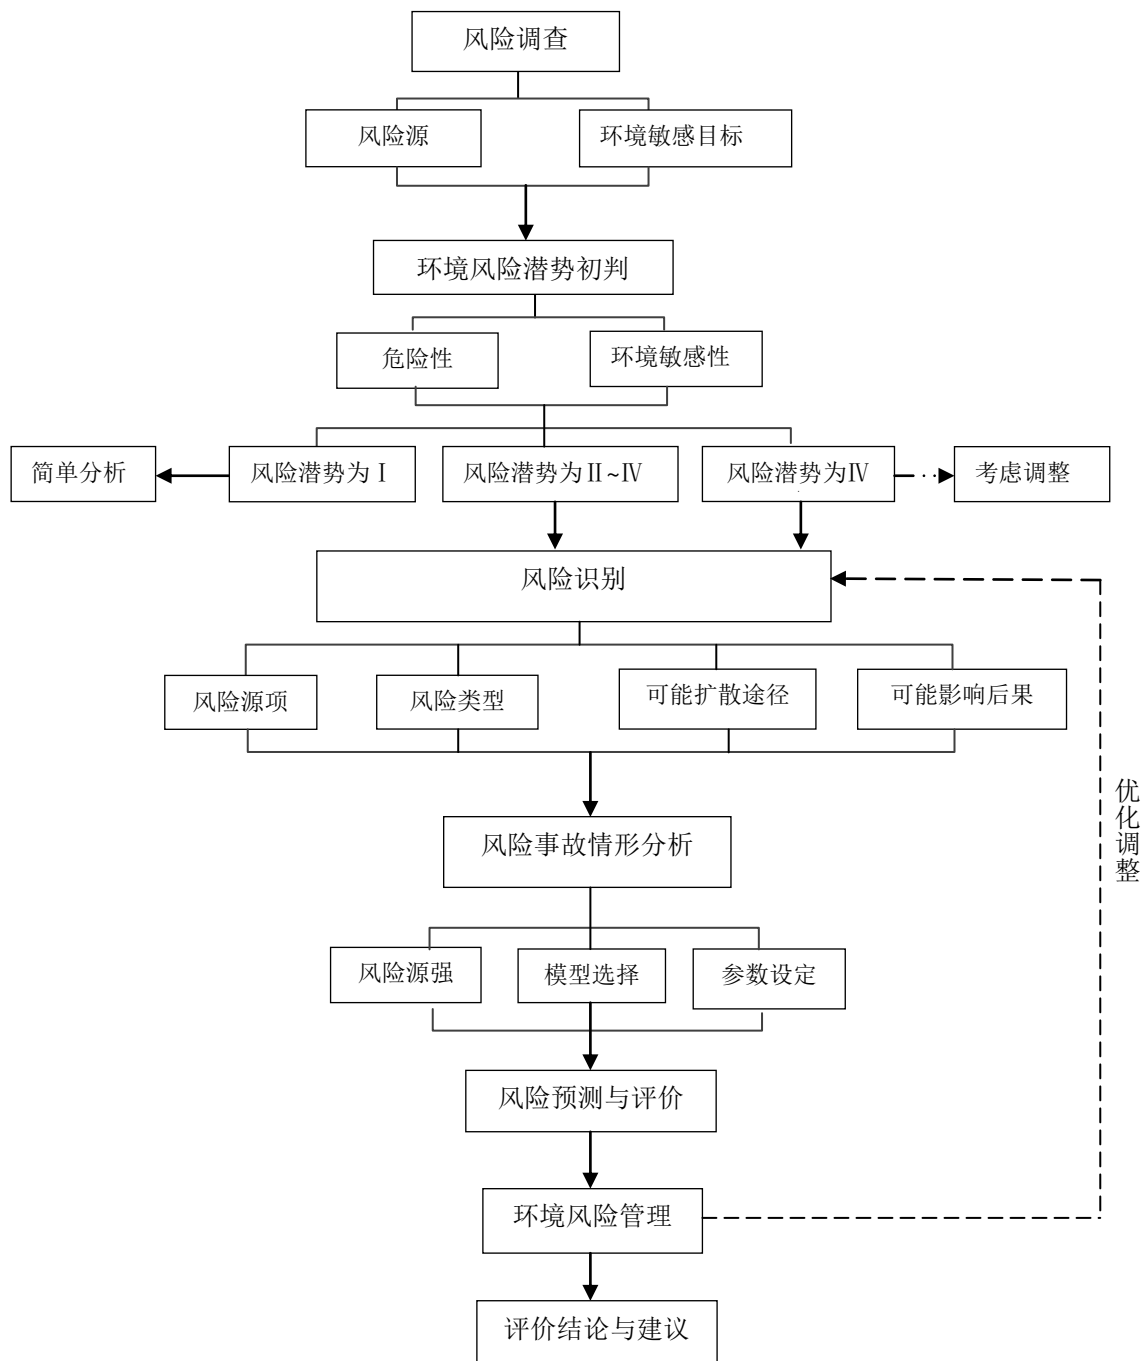 风险调查
风险源
环境敏感目标
环境风险潜势初判
危险性
环境敏感性
简单分析
风险潜势为Ⅰ
风险潜势为Ⅱ~Ⅳ
风险潜势为Ⅳ
考虑调整
风险识别
风险源项
风险类型
可能扩散途径
可能影响后果
优化调整
风险事故情形分析
风险源强
模型选择
参数设定
风险预测与评价
环境风险管理
评价结论与建议